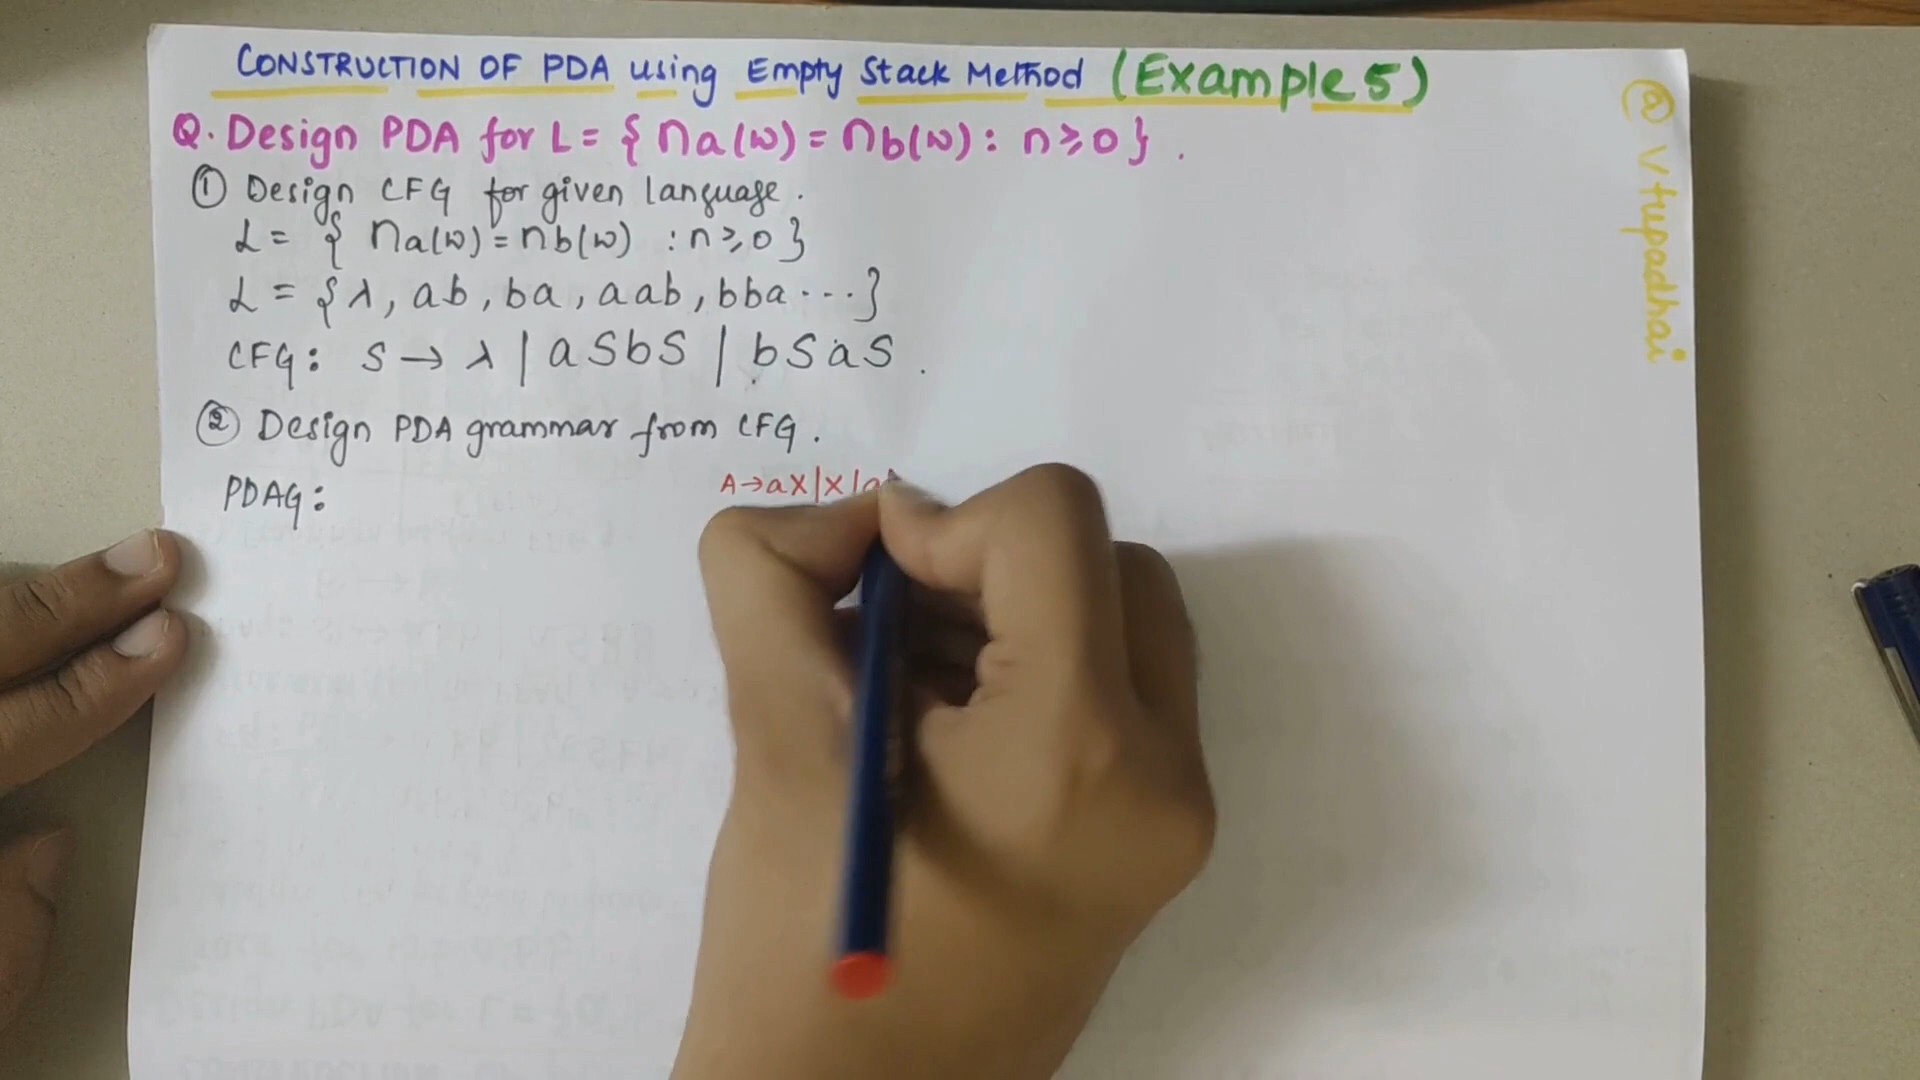 CONSTRUCTION OF PDA using Empty Stack Method (Example 5)
Q. Design PDA for L = { na(w) = nb(w) : n ≥ 0 } .
① Design CFG for given language .
L = { na(w) = nb(w) : n ≥ 0 }
L = { λ, ab, ba, aab, bba ... }
CFG : S → λ | aSbS | bSaS .
② Design PDA grammar from CFG .
PDAG :
A → aX | X | a
@vtupadhai